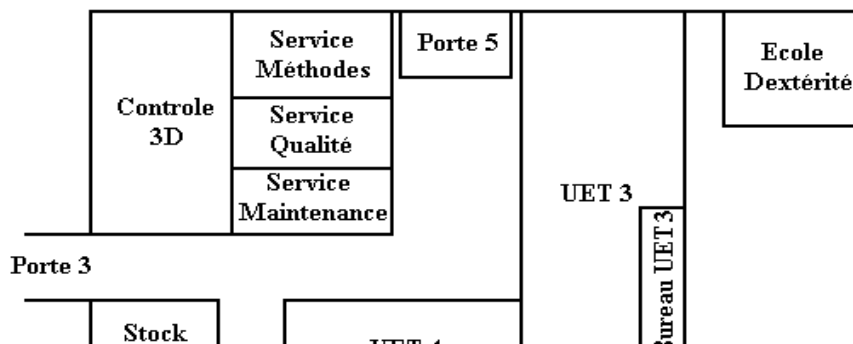 Service
Méthodes
Porte 5
Ecole
Dextérité
Controle
3D
Service
Qualité
Service
Maintenance
UET 3
Bureau UET3
Porte 3
Stock
UET